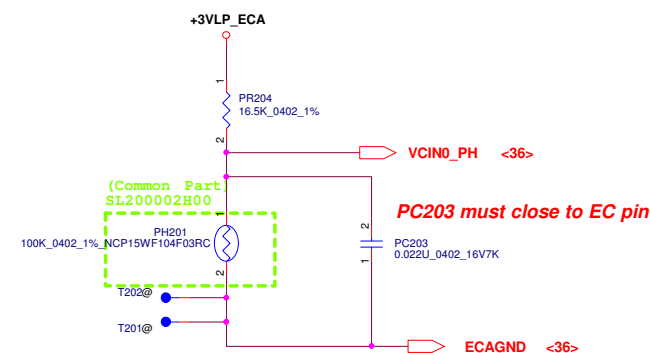 +3VLP_ECA
1
PR204
16.5K_0402_1%
2
VCIN0_PH <36>
(Common Part)
SL200002H00
PC203 must close to EC pin
1
PH201
100K_0402_1%_NCP15WF104F03RC
2
2
PC203
0.022U_0402_16V7K
1
T202@
T201@
ECAGND <36>